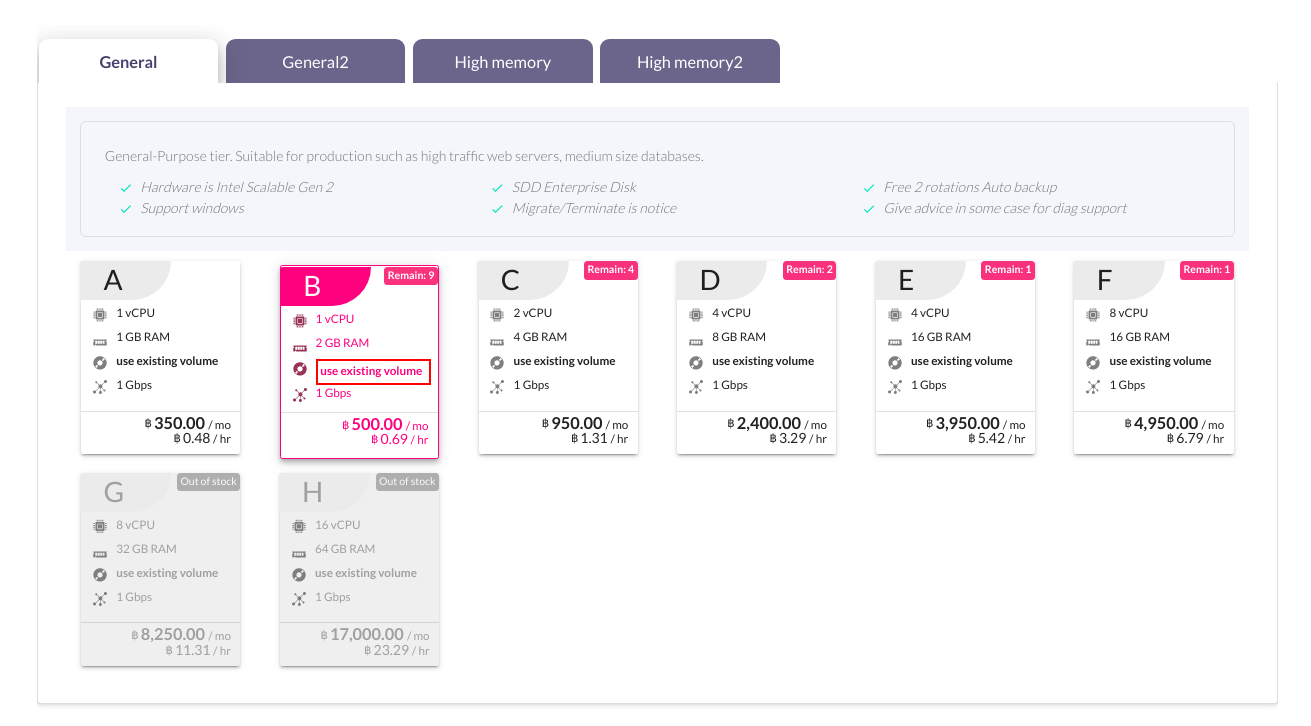 General
General2
High memory
High memory2
General-Purpose tier. Suitable for production such as high traffic web servers, medium size databases.
Hardware is Intel Scalable Gen 2
SDD Enterprise Disk
Free 2 rotations Auto backup
Support windows
Migrate/Terminate is notice
Give advice in some case for diag support
A
1 vCPU
1 GB RAM
use existing volume
1 Gbps
฿ 350.00 / mo
฿ 0.48 / hr
B
Remain: 9
1 vCPU
2 GB RAM
use existing volume
1 Gbps
฿ 500.00 / mo
฿ 0.69 / hr
C
Remain: 4
2 vCPU
4 GB RAM
use existing volume
1 Gbps
฿ 950.00 / mo
฿ 1.31 / hr
D
Remain: 2
4 vCPU
8 GB RAM
use existing volume
1 Gbps
฿ 2,400.00 / mo
฿ 3.29 / hr
E
Remain: 1
4 vCPU
16 GB RAM
use existing volume
1 Gbps
฿ 3,950.00 / mo
฿ 5.42 / hr
F
Remain: 1
8 vCPU
16 GB RAM
use existing volume
1 Gbps
฿ 4,950.00 / mo
฿ 6.79 / hr
G
Out of stock
8 vCPU
32 GB RAM
use existing volume
1 Gbps
฿ 8,250.00 / mo
฿ 11.31 / hr
H
Out of stock
16 vCPU
64 GB RAM
use existing volume
1 Gbps
฿ 17,000.00 / mo
฿ 23.29 / hr